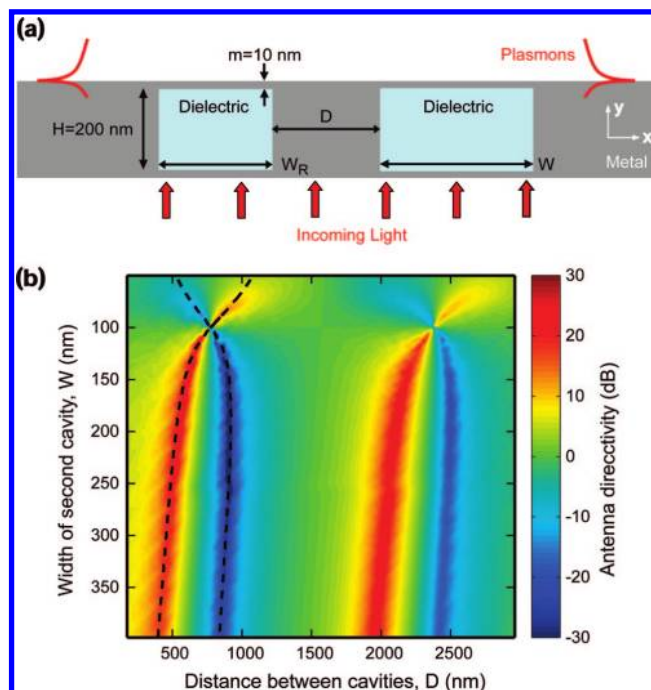 (a)
m=10 nm
Plasmons
Dielectric
Dielectric
H=200 nm
D
y
x
W_R
W
Metal
Incoming Light
(b)
30
20
10
0
-10
-20
-30
Antenna direcctivity (dB)
100
150
200
250
300
350
Width of second cavity, W (nm)
500
1000
1500
2000
2500
Distance between cavities, D (nm)